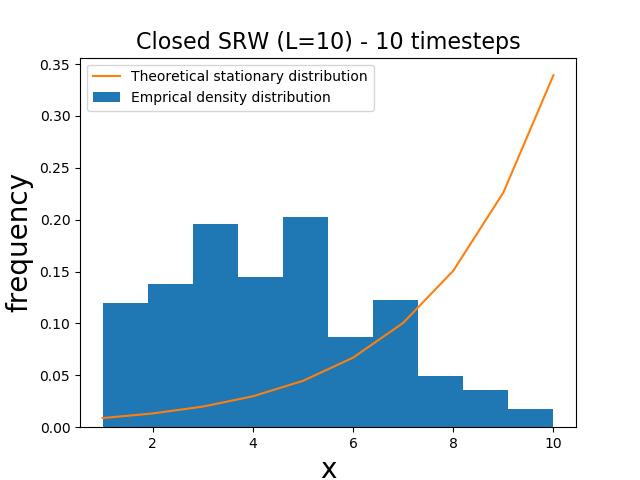 Closed SRW (L=10) - 10 timesteps
Theoretical stationary distribution
Emprical density distribution
frequency
0.35
0.30
0.25
0.20
0.15
0.10
0.05
0.00
2
4
6
8
10
x